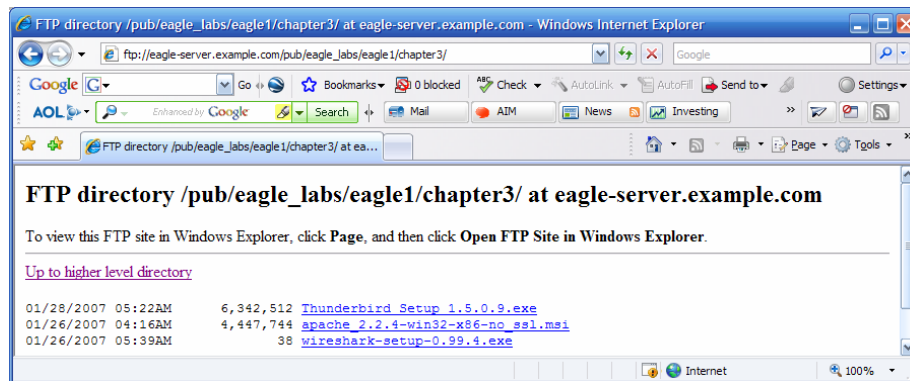 FTP directory /pub/eagle_labs/eagle1/chapter3/ at eagle-server.example.com - Windows Internet Explorer
ftp://eagle-server.example.com/pub/eagle_labs/eagle1/chapter3/ Google
Google G Go Bookmarks 0 blocked ABC Check AutoLink AutoFill Send to Settings
AOL Enhanced by Google Search Mail AIM News Investing »
FTP directory /pub/eagle_labs/eagle1/chapter3/ at ea... Page Tools »
FTP directory /pub/eagle_labs/eagle1/chapter3/ at eagle-server.example.com
To view this FTP site in Windows Explorer, click Page, and then click Open FTP Site in Windows Explorer.
Up to higher level directory
01/28/2007 05:22AM 6,342,512 Thunderbird Setup 1.5.0.9.exe
01/26/2007 04:16AM 4,447,744 apache_2.2.4-win32-x86-no_ssl.msi
01/26/2007 05:39AM 38 wireshark-setup-0.99.4.exe
Internet 100%